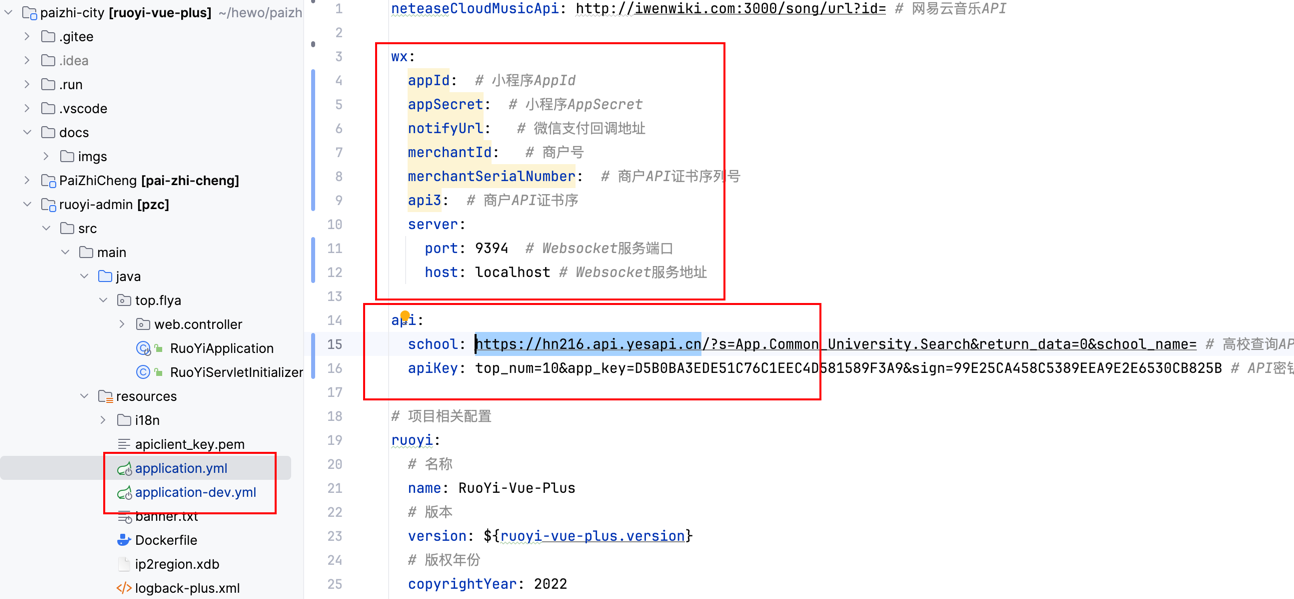 paizhi-city [ruoyi-vue-plus] ~/hewo/paizh
.gitee
.idea
.run
.vscode
docs
imgs
PaiZhiCheng [pai-zhi-cheng]
ruoyi-admin [pzc]
src
main
java
top.flya
web.controller
RuoYiApplication
RuoYiServletInitializer
resources
i18n
apiclient_key.pem
application.yml
application-dev.yml
banner.txt
Dockerfile
ip2region.xdb
logback-plus.xml
1 neteaseCloudMusicApi: http://iwenwiki.com:3000/song/url?id= # 网易云音乐API
2
3 wx:
4 appId: # 小程序AppId
5 appSecret: # 小程序AppSecret
6 notifyUrl: # 微信支付回调地址
7 merchantId: # 商户号
8 merchantSerialNumber: # 商户API证书序列号
9 api3: # 商户API证书序
10 server:
11 port: 9394 # Websocket服务端口
12 host: localhost # Websocket服务地址
13
14 api:
15 school: https://hn216.api.yesapi.cn/?s=App.Common_University.Search&return_data=0&school_name= # 高校查询AP
16 apiKey: top_num=10&app_key=D5B0BA3EDE51C76C1EEC4D581589F3A9&sign=99E25CA458C5389EEA9E2E6530CB825B # API密钥
17
18 # 项目相关配置
19 ruoyi:
20 # 名称
21 name: RuoYi-Vue-Plus
22 # 版本
23 version: ${ruoyi-vue-plus.version}
24 # 版权年份
25 copyrightYear: 2022